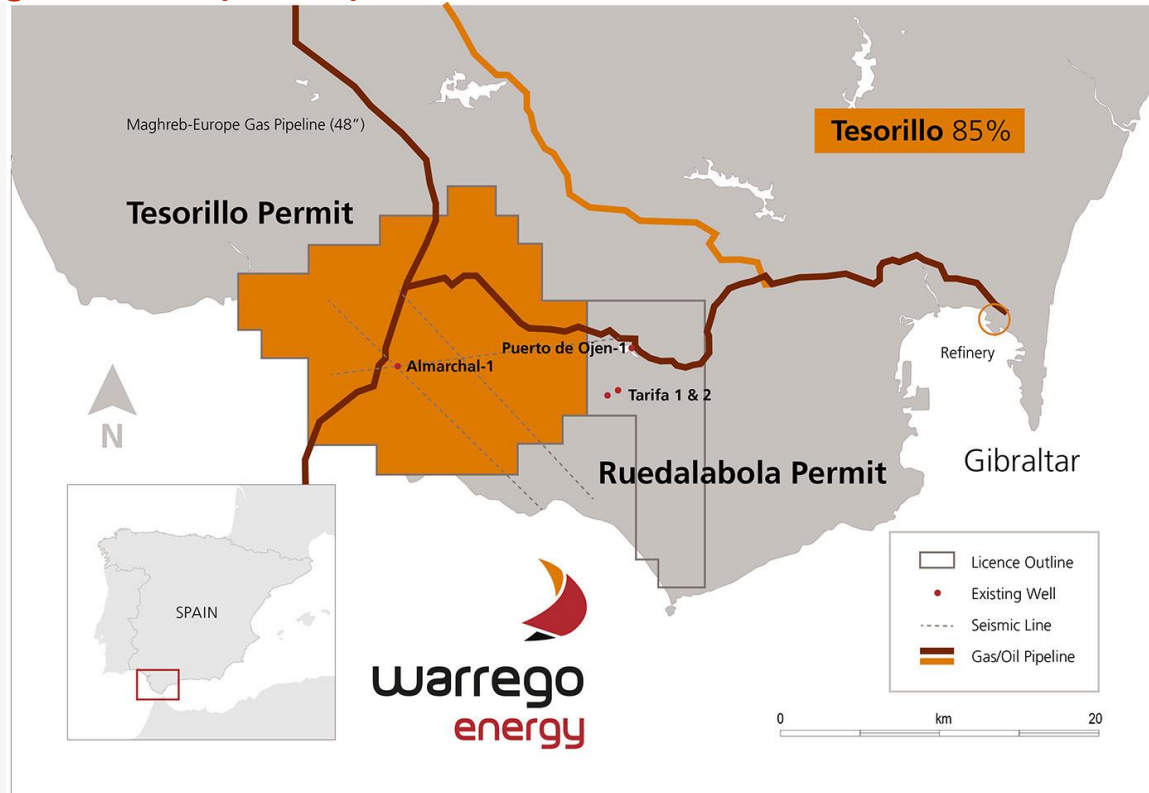 Maghreb-Europe Gas Pipeline (48”)
Tesorillo 85%
Tesorillo Permit
Puerto de Ojen-1
Almarchal-1
Tarifa 1 & 2
Refinery
N
Ruedalabola Permit
Gibraltar
SPAIN
warrego
energy
Licence Outline
Existing Well
Seismic Line
Gas/Oil Pipeline
0 km 20